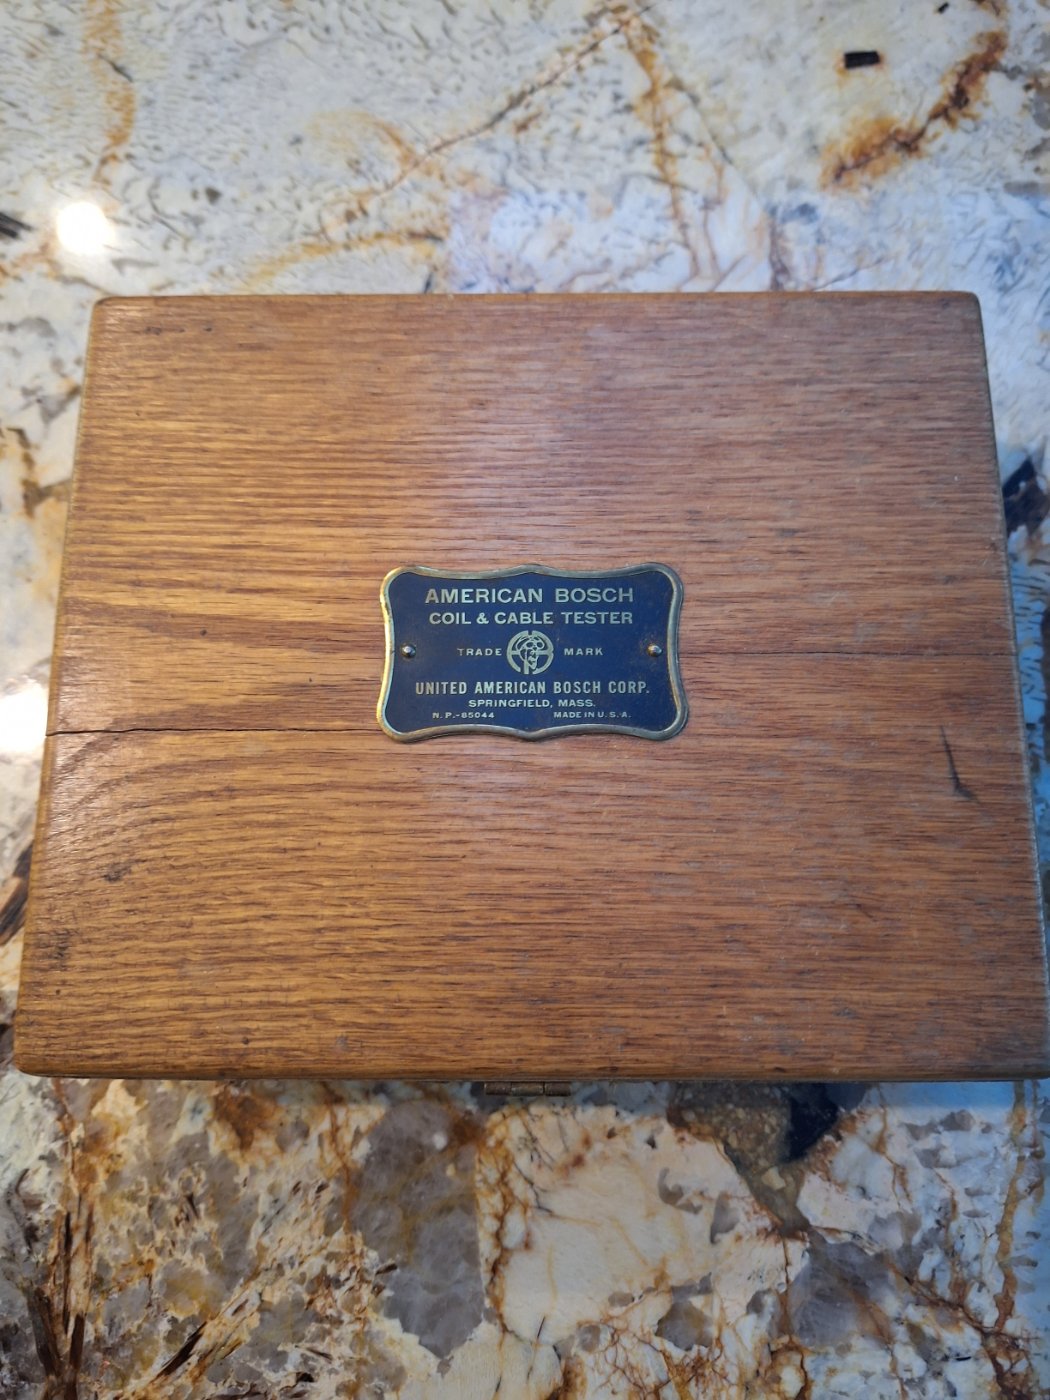 AMERICAN BOSCH
COIL & CABLE TESTER
TRADE MARK
UNITED AMERICAN BOSCH CORP.
SPRINGFIELD, MASS.
N.P.-85044 MADE IN U.S.A.